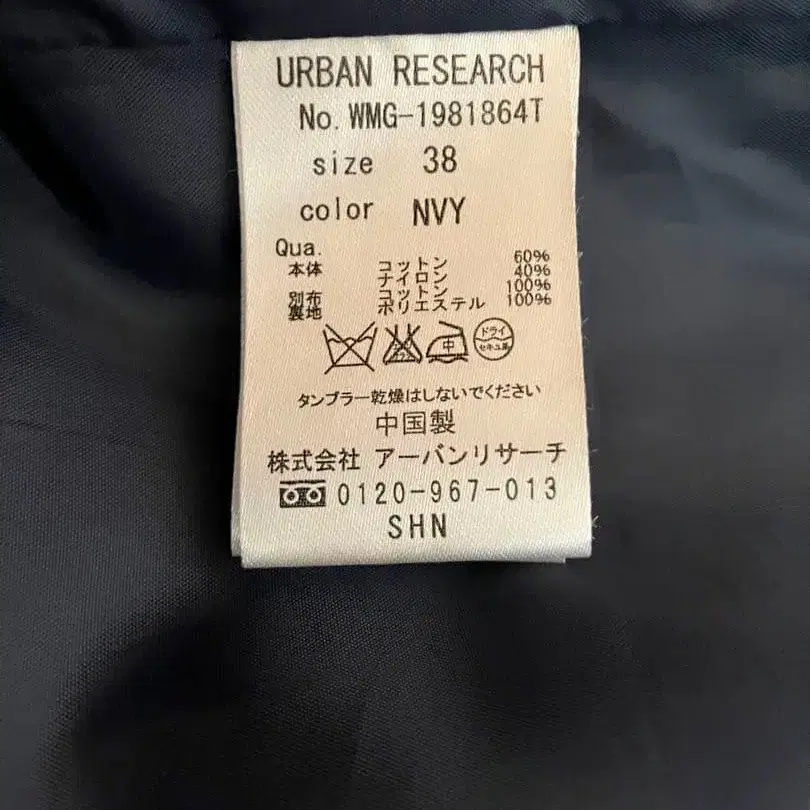 URBAN RESEARCH
No. WMG-1981864T
size 38
color NVY
Qua.
本体 コットン 60%
ナイロン 40%
別布 コットン 100%
裏地 ポリエステル 100%
中
ドライ
セキユ系
タンブラー乾燥はしないでください
中国製
株式会社 アーバンリサーチ
0120-967-013
SHN